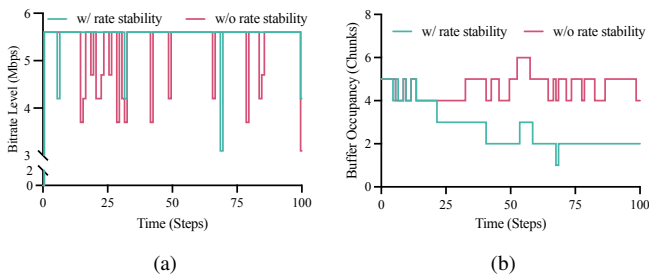 w/ rate stability
w/o rate stability
Bitrate Level (Mbps)
6
5
4
3
2
0
0
25
50
75
100
Time (Steps)
(a)
w/ rate stability
w/o rate stability
Buffer Occupancy (Chunks)
8
6
4
2
0
0
25
50
75
100
Time (Steps)
(b)